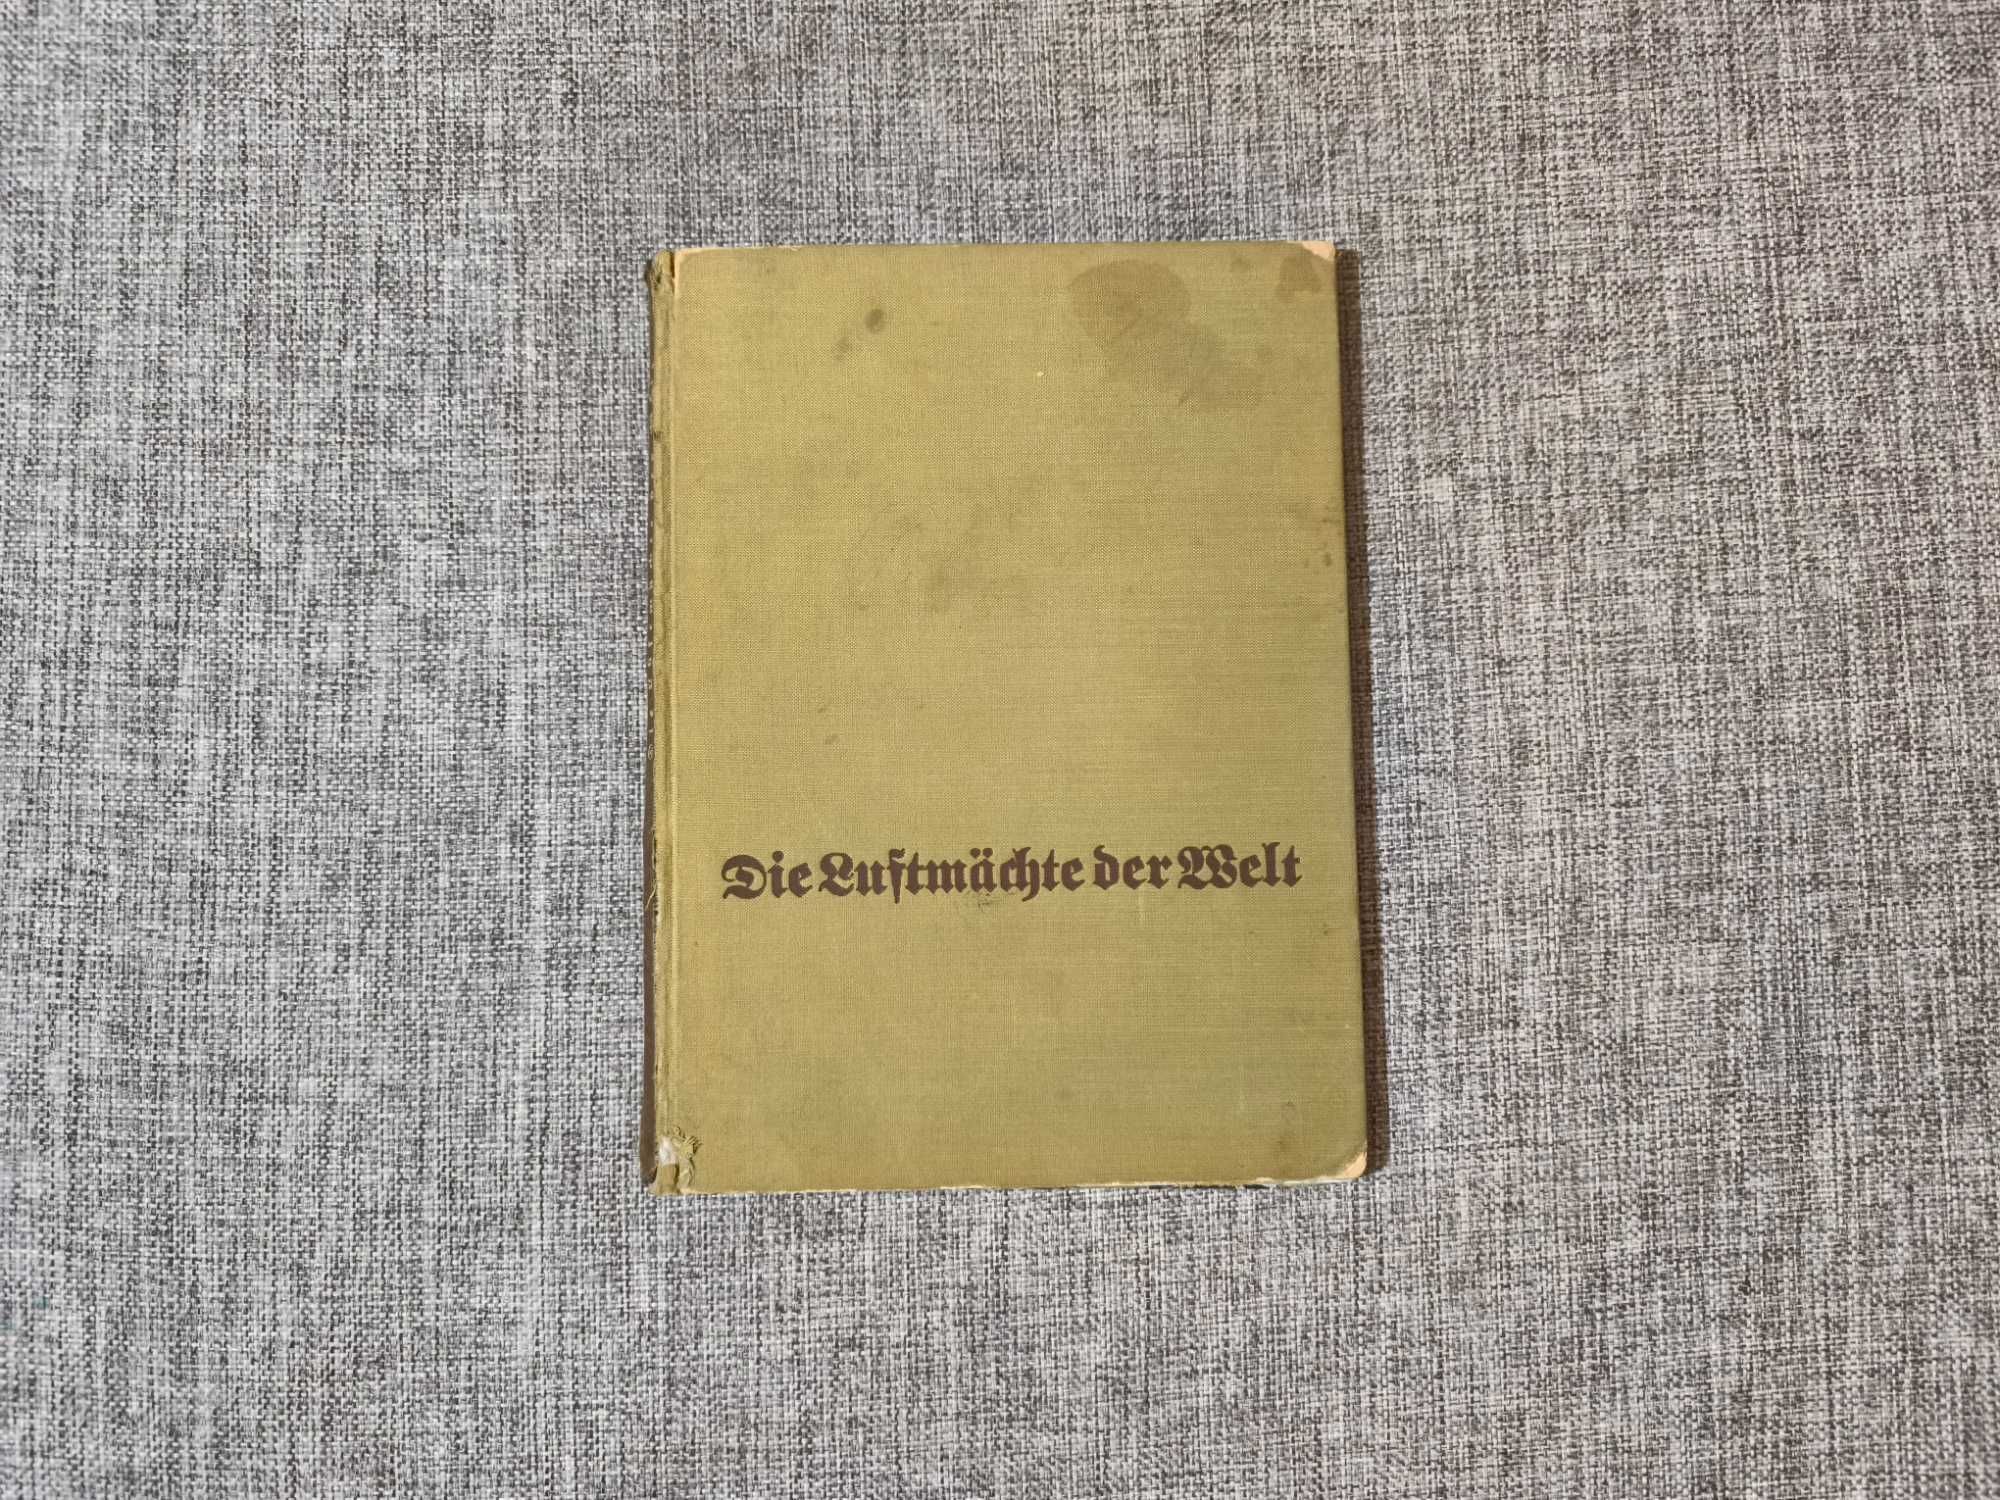 Die Luftmächte der Welt